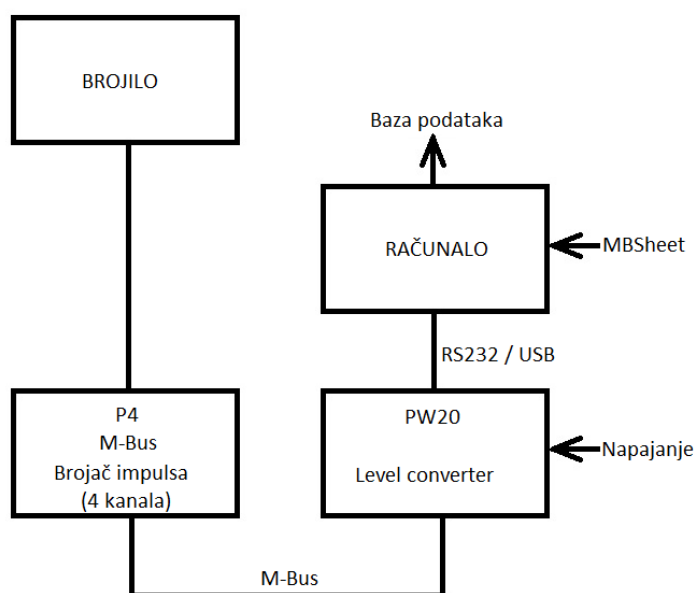 BROJILO
Baza podataka
RAČUNALO
MBSheet
RS232 / USB
P4
M-Bus
Brojač impulsa
(4 kanala)
PW20
Level converter
Napajanje
M-Bus